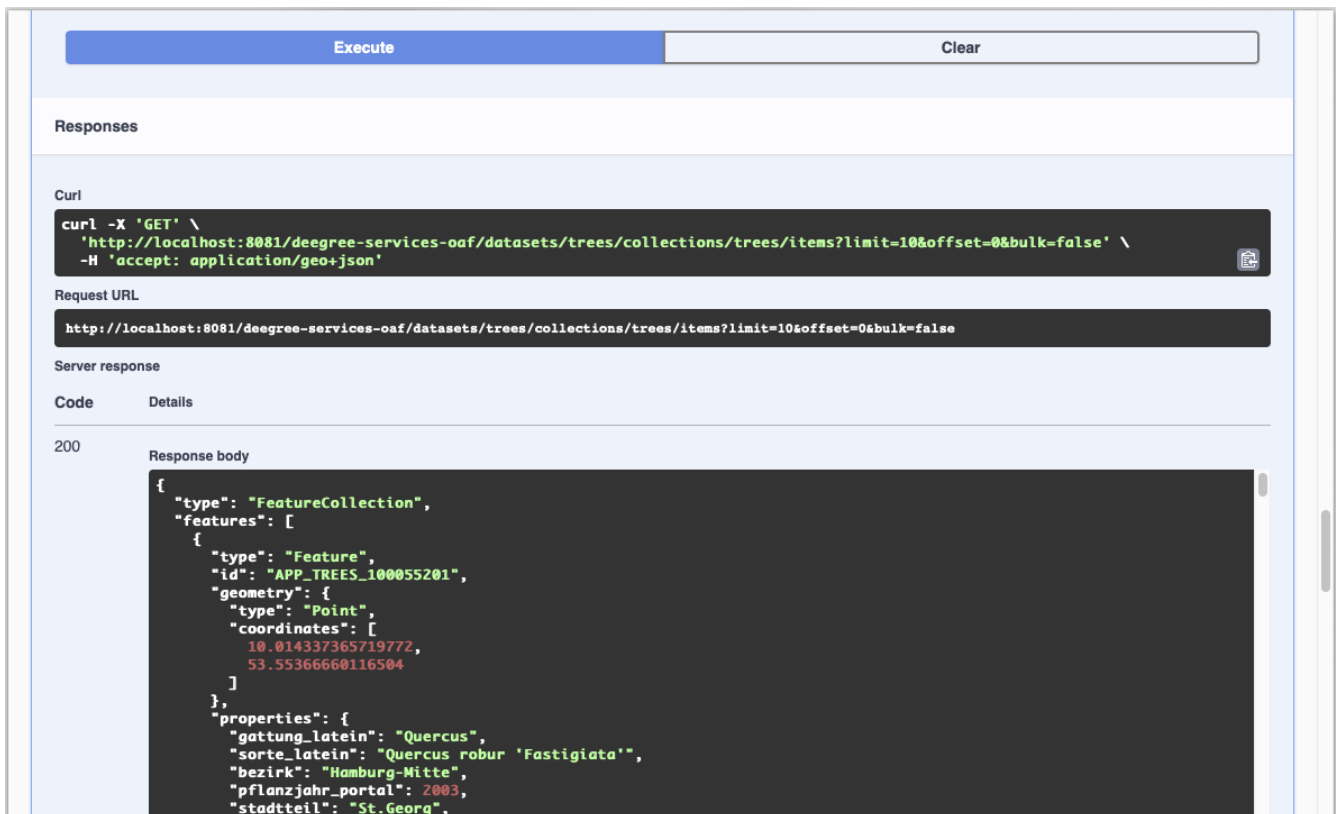 Execute
Clear
Responses
Curl
curl -X 'GET' \
'http://localhost:8081/deegree-services-oaf/datasets/trees/collections/trees/items?limit=10&offset=0&bulk=false' \
-H 'accept: application/geo+json'
Request URL
http://localhost:8081/deegree-services-oaf/datasets/trees/collections/trees/items?limit=10&offset=0&bulk=false
Server response
Code Details
200
Response body
{
"type": "FeatureCollection",
"features": [
{
"type": "Feature",
"id": "APP_TREES_100055201",
"geometry": {
"type": "Point",
"coordinates": [
10.014337365719772,
53.55366660116504
]
},
"properties": {
"gattung_latein": "Quercus",
"sorte_latein": "Quercus robur 'Fastigiata'",
"bezirk": "Hamburg-Mitte",
"pflanzjahr_portal": 2003,
"stadtteil": "St.Georg",